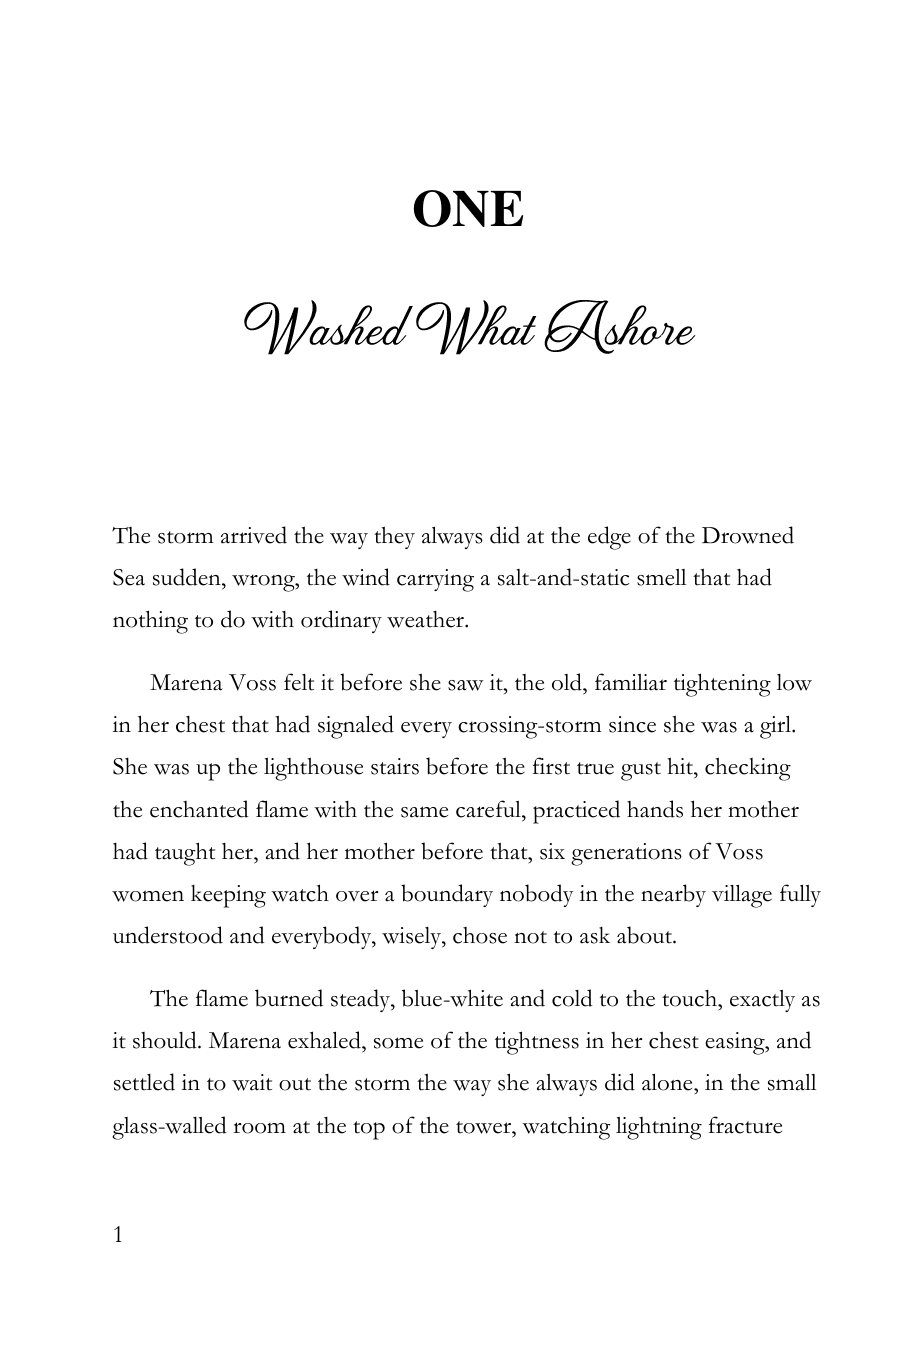 ONE
Washed What Ashore
The storm arrived the way they always did at the edge of the Drowned
Sea sudden, wrong, the wind carrying a salt-and-static smell that had
nothing to do with ordinary weather.
Marena Voss felt it before she saw it, the old, familiar tightening low
in her chest that had signaled every crossing-storm since she was a girl.
She was up the lighthouse stairs before the first true gust hit, checking
the enchanted flame with the same careful, practiced hands her mother
had taught her, and her mother before that, six generations of Voss
women keeping watch over a boundary nobody in the nearby village fully
understood and everybody, wisely, chose not to ask about.
The flame burned steady, blue-white and cold to the touch, exactly as
it should. Marena exhaled, some of the tightness in her chest easing, and
settled in to wait out the storm the way she always did alone, in the small
glass-walled room at the top of the tower, watching lightning fracture
1